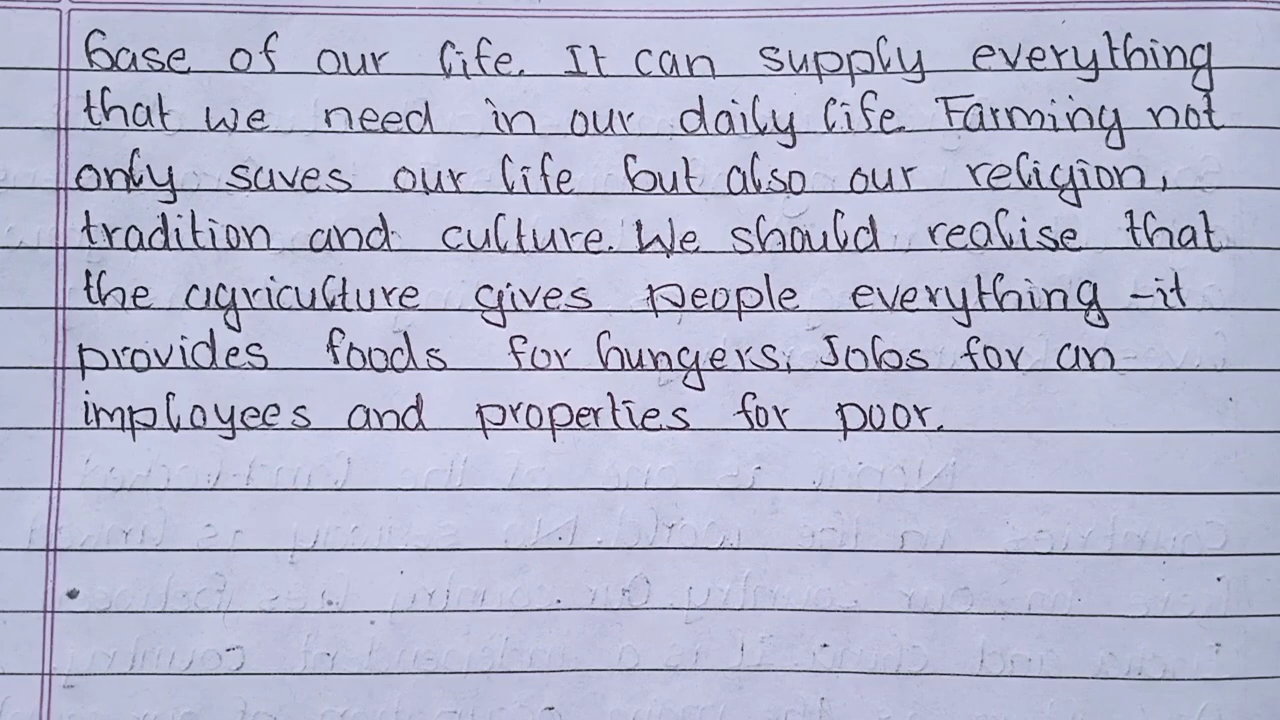 base of our life. It can supply everything
that we need in our daily life. Farming not
only saves our life but also our religion,
tradition and culture. We should realise that
the agriculture gives people everything -it
provides foods for hungers, Jobs for an
imployees and properties for poor.